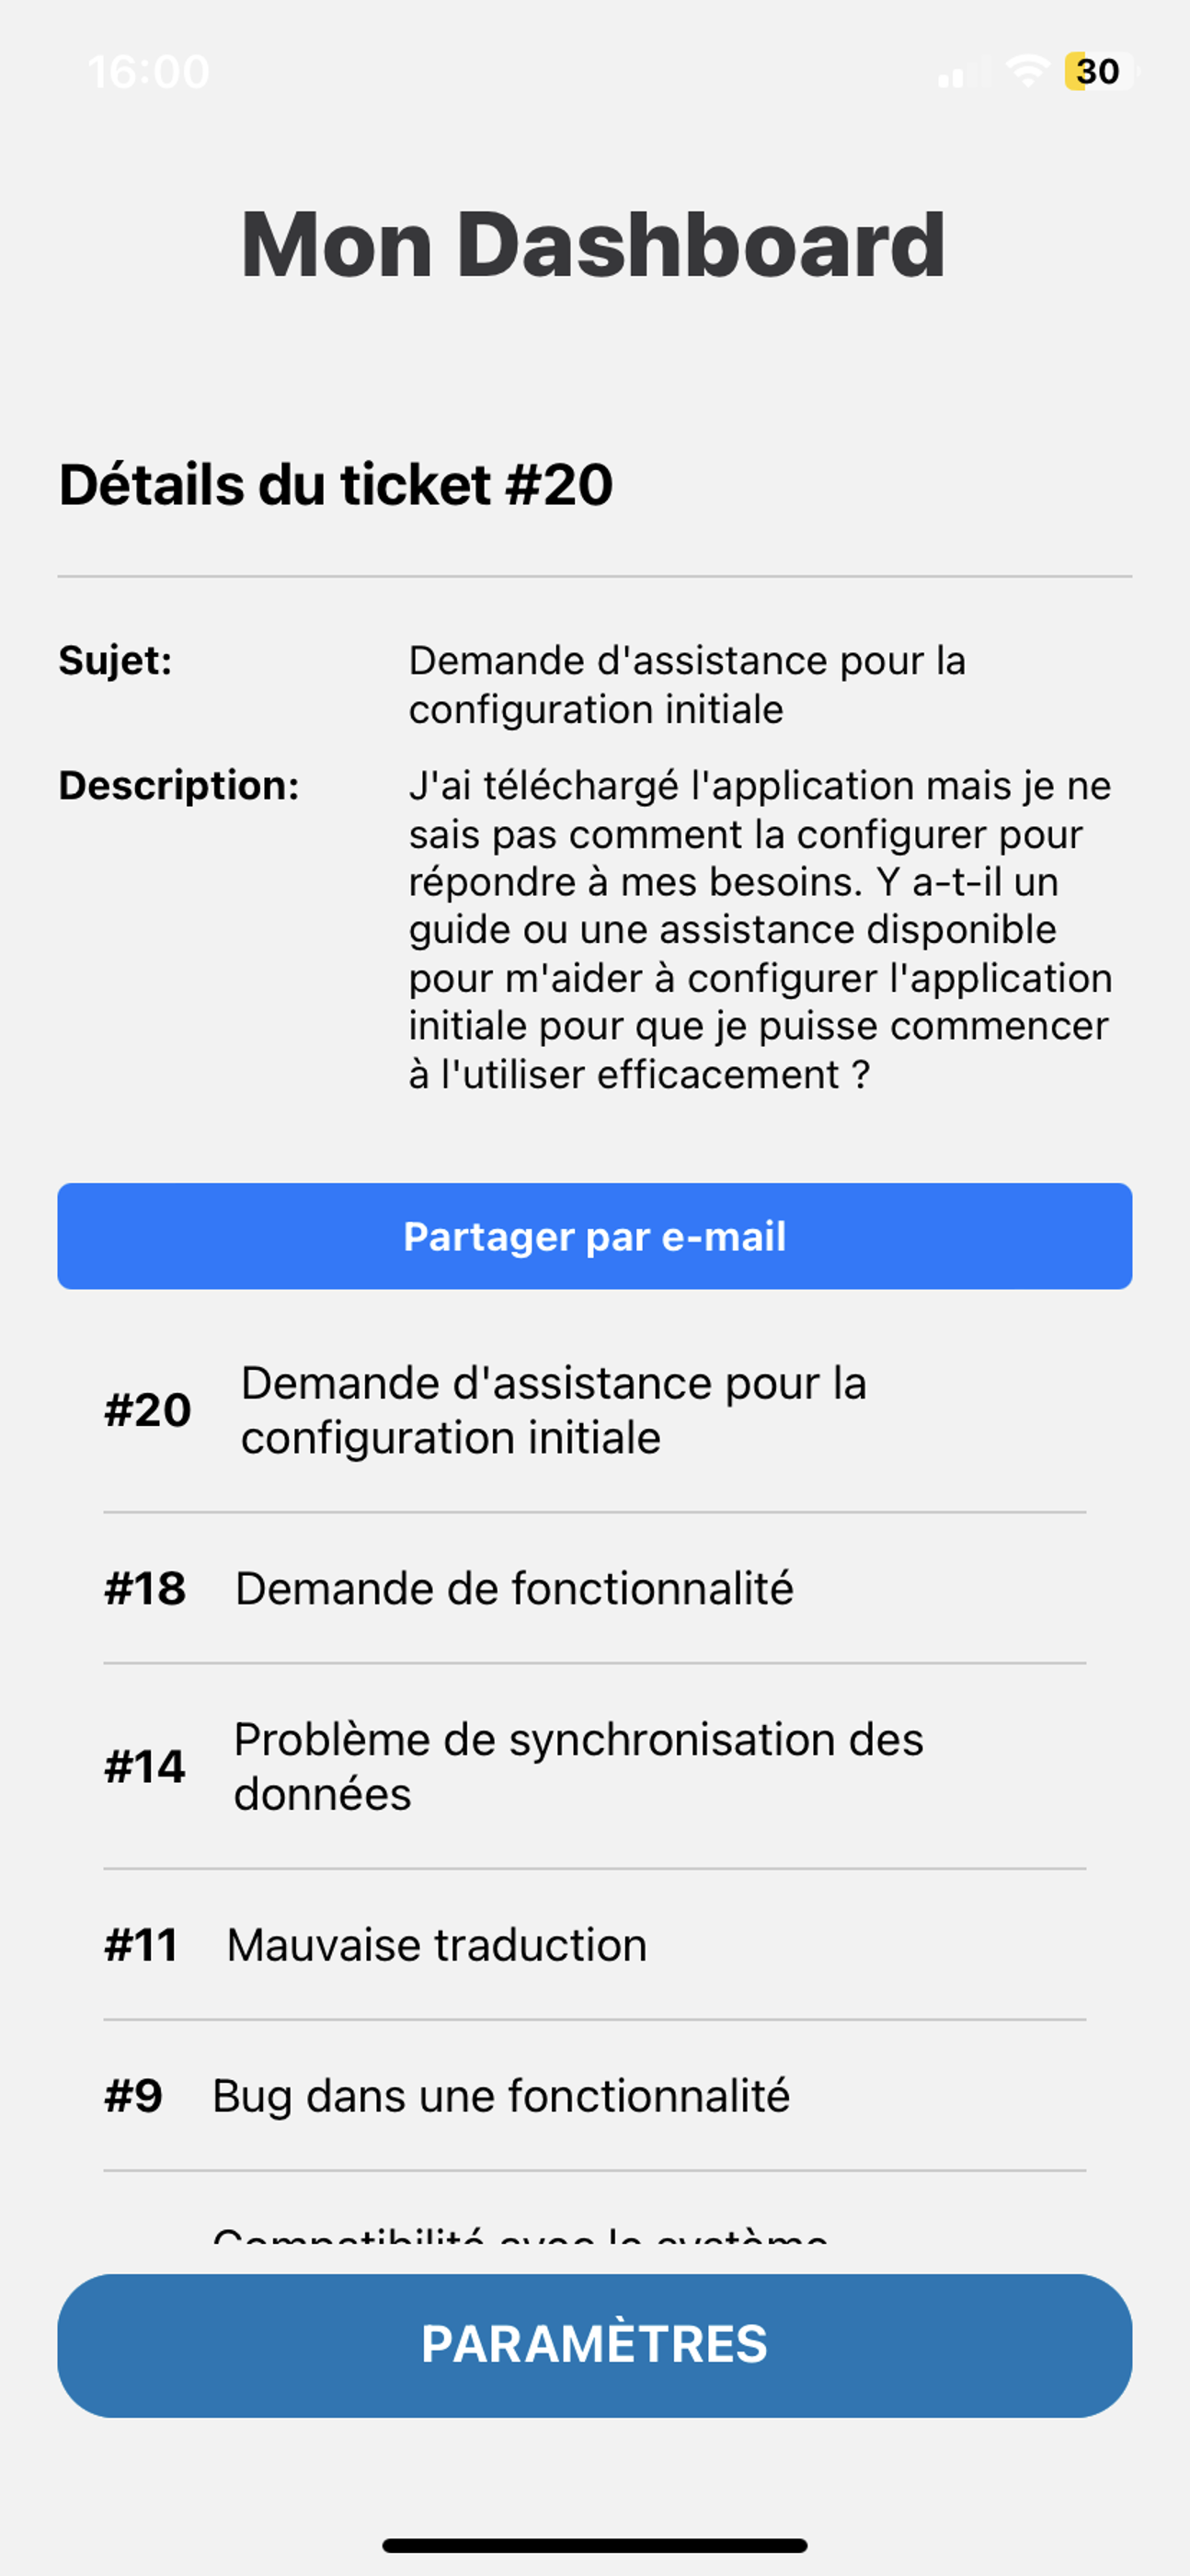 16:00
30
Mon Dashboard
Détails du ticket #20
Sujet:
Demande d'assistance pour la
configuration initiale
Description:
J'ai téléchargé l'application mais je ne
sais pas comment la configurer pour
répondre à mes besoins. Y a-t-il un
guide ou une assistance disponible
pour m'aider à configurer l'application
initiale pour que je puisse commencer
à l'utiliser efficacement ?
Partager par e-mail
#20 Demande d'assistance pour la
configuration initiale
#18 Demande de fonctionnalité
#14 Problème de synchronisation des
données
#11 Mauvaise traduction
#9 Bug dans une fonctionnalité
Compatibilité avec le système
PARAMÈTRES